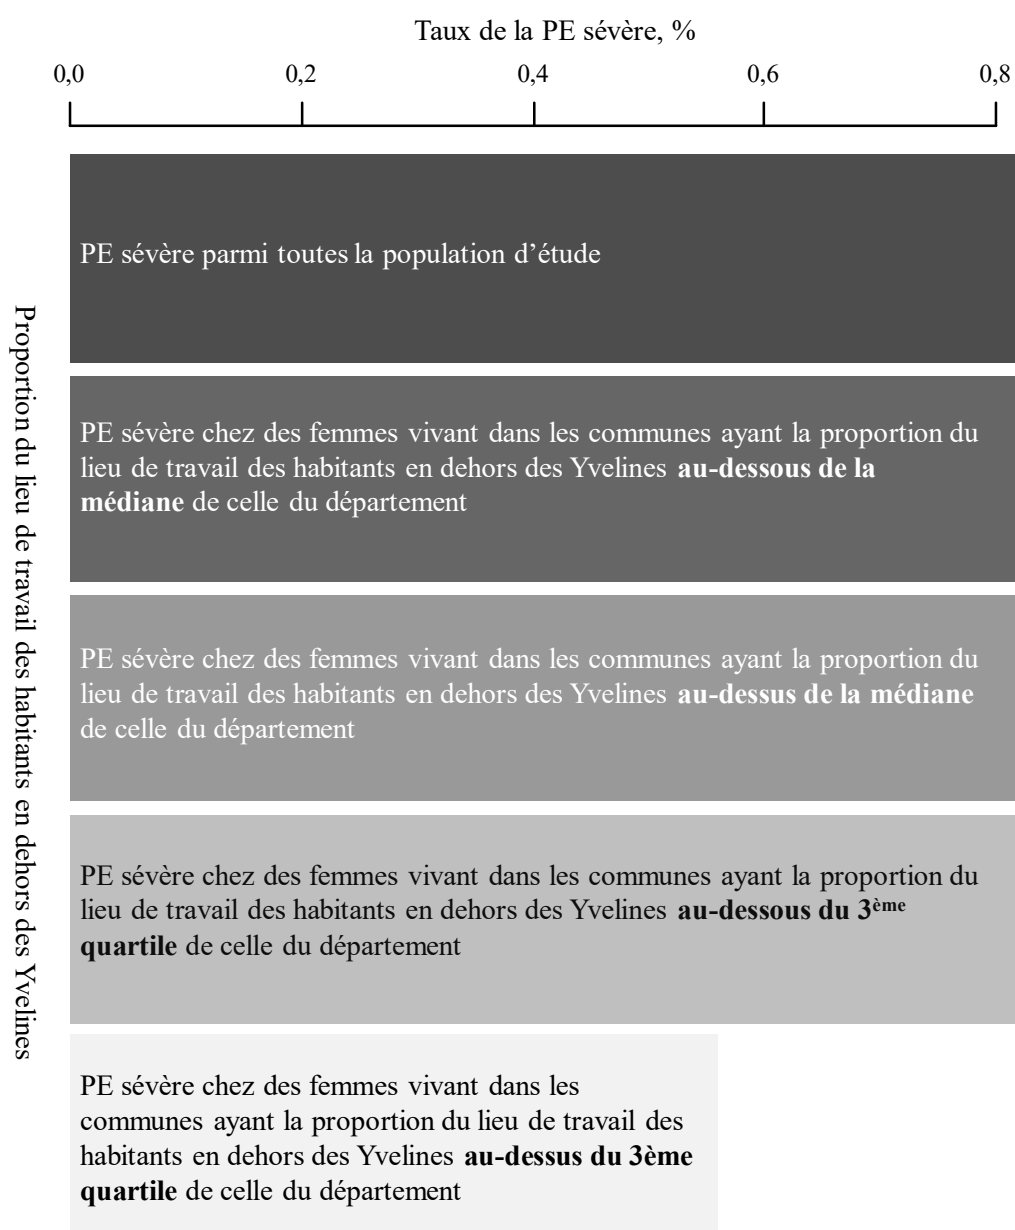 Taux de la PE sévère, %
0,0 0,2 0,4 0,6 0,8
Proportion du lieu de travail des habitants en dehors des Yvelines
PE sévère parmi toutes la population d’étude
PE sévère chez des femmes vivant dans les communes ayant la proportion du
lieu de travail des habitants en dehors des Yvelines au-dessous de la
médiane de celle du département
PE sévère chez des femmes vivant dans les communes ayant la proportion du
lieu de travail des habitants en dehors des Yvelines au-dessus de la médiane
de celle du département
PE sévère chez des femmes vivant dans les communes ayant la proportion du
lieu de travail des habitants en dehors des Yvelines au-dessous du 3ème
quartile de celle du département
PE sévère chez des femmes vivant dans les
communes ayant la proportion du lieu de travail des
habitants en dehors des Yvelines au-dessus du 3ème
quartile de celle du département